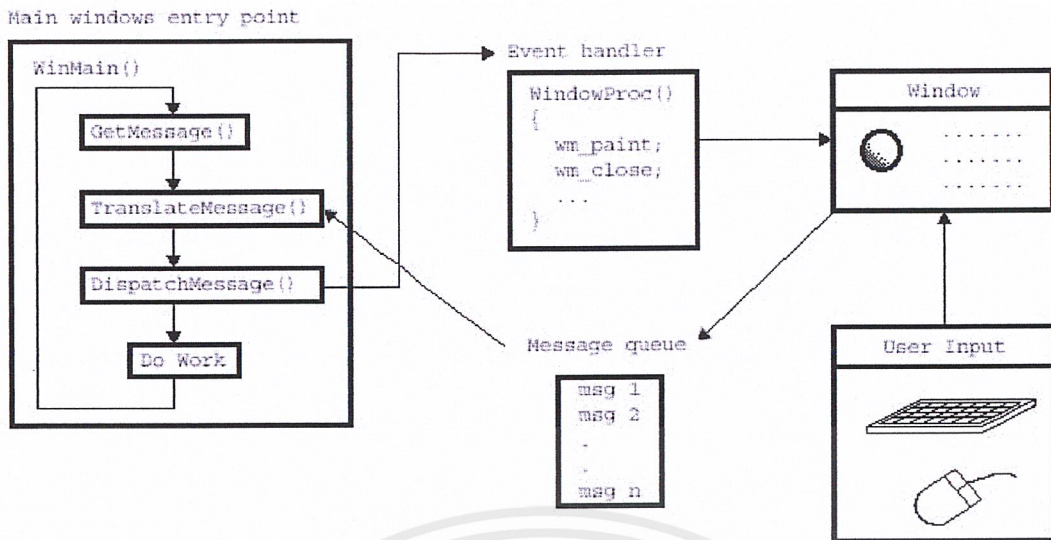 Main windows entry point
WinMain()
GetMessage()
TranslateMessage()
DispatchMessage()
Do Work
Event handler
WindowProc()
{
wm_paint;
wm_close;
...
}
Window
.......
.......
.......
Message queue
msg 1
msg 2
.
.
msg n
User Input